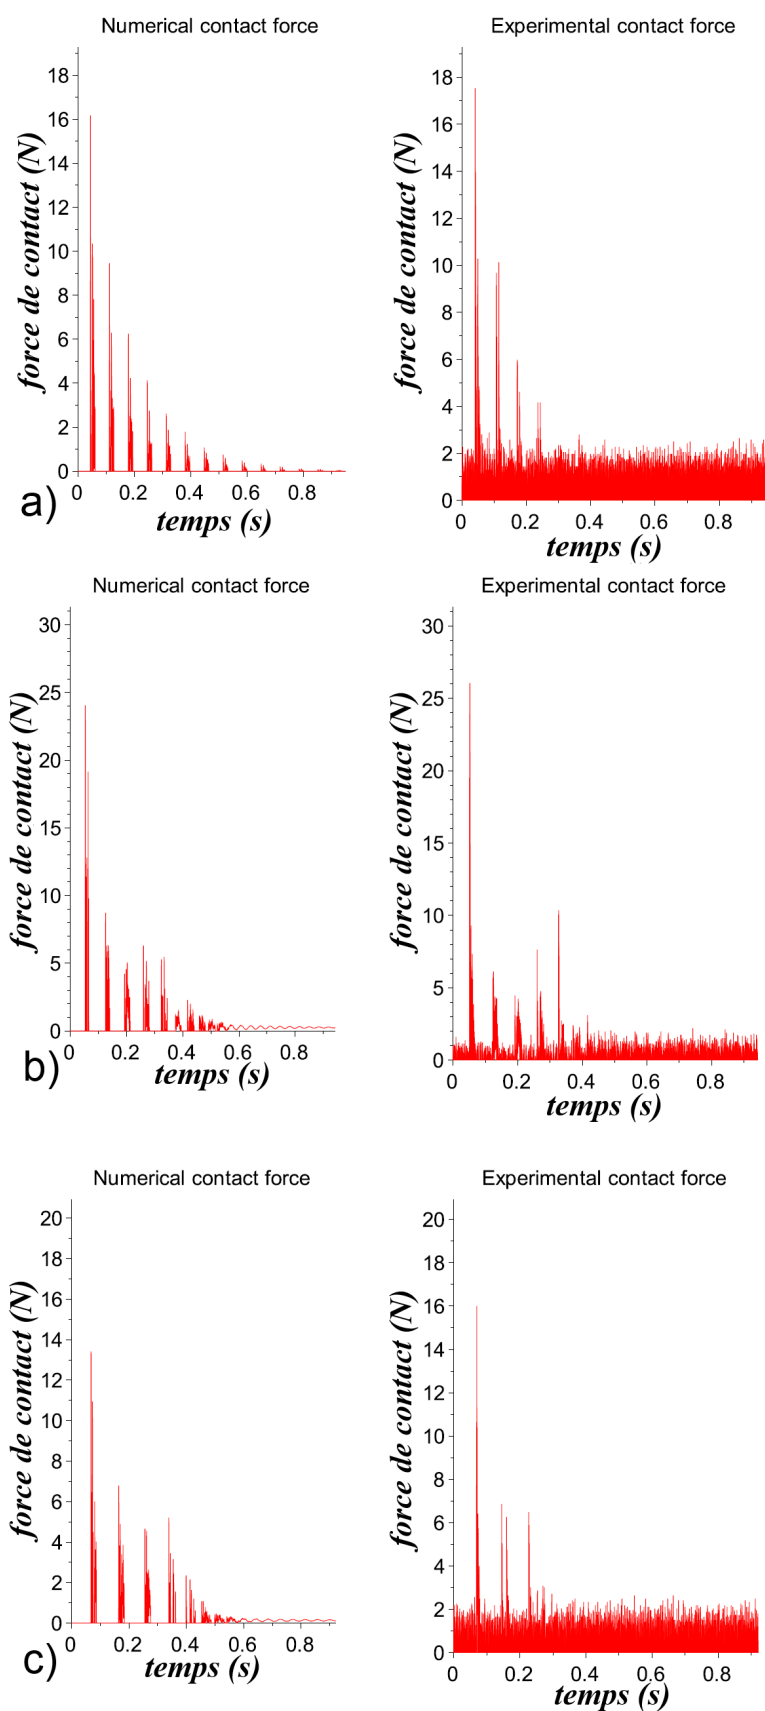 Numerical contact force
Experimental contact force
force de contact (N)
18
16
14
12
10
8
6
4
2
0
0 0.2 0.4 0.6 0.8
temps (s)
force de contact (N)
18
16
14
12
10
8
6
4
2
0
0 0.2 0.4 0.6 0.8
temps (s)
a)
Numerical contact force
Experimental contact force
force de contact (N)
30
25
20
15
10
5
0
0 0.2 0.4 0.6 0.8
temps (s)
force de contact (N)
30
25
20
15
10
5
0
0 0.2 0.4 0.6 0.8
temps (s)
b)
Numerical contact force
Experimental contact force
force de contact (N)
20
18
16
14
12
10
8
6
4
2
0
0 0.2 0.4 0.6 0.8
temps (s)
force de contact (N)
20
18
16
14
12
10
8
6
4
2
0
0 0.2 0.4 0.6 0.8
temps (s)
c)